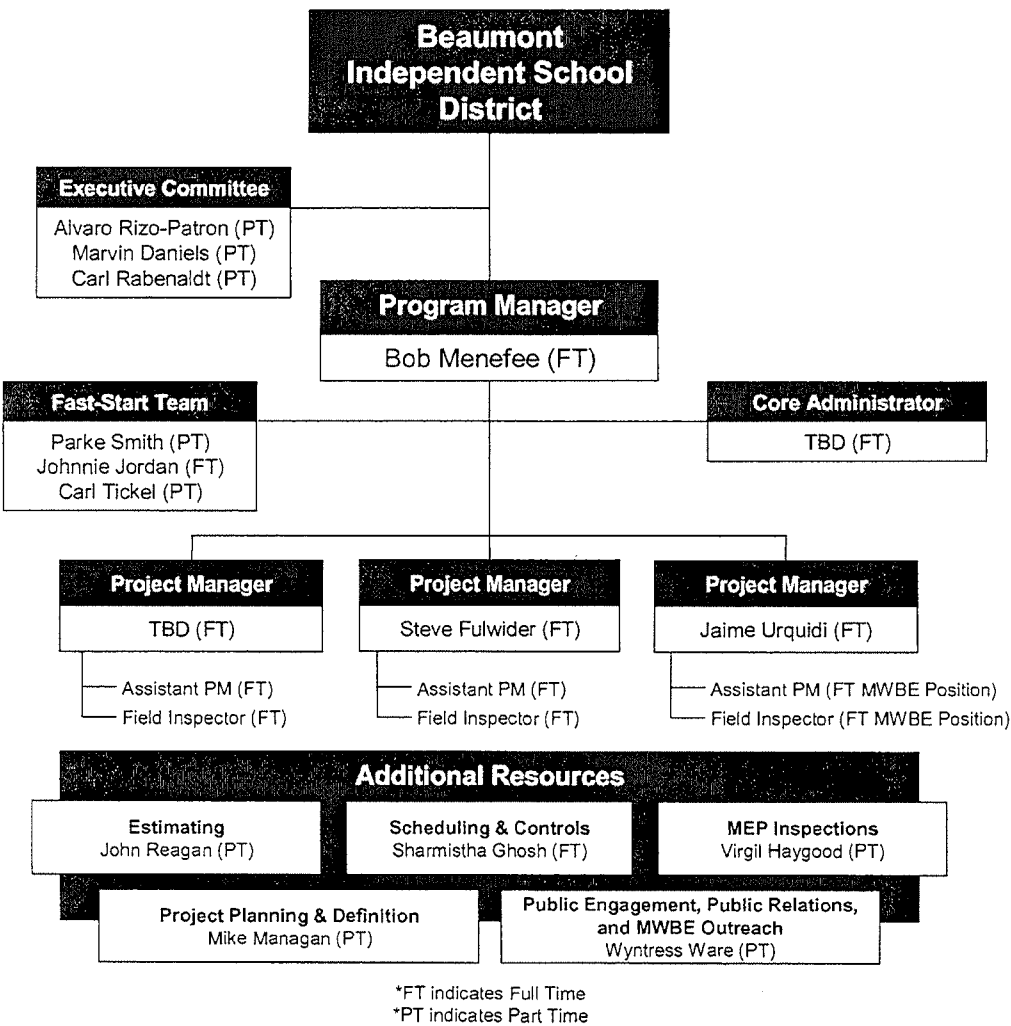 Beaumont
Independent School
District
Executive Committee
Alvaro Rizo-Patron (PT)
Marvin Daniels (PT)
Carl Rabenaldt (PT)
Program Manager
Bob Menefee (FT)
Fast-Start Team
Parke Smith (PT)
Johnnie Jordan (FT)
Carl Tickel (PT)
Core Administrator
TBD (FT)
Project Manager
TBD (FT)
Assistant PM (FT)
Field Inspector (FT)
Project Manager
Steve Fulwider (FT)
Assistant PM (FT)
Field Inspector (FT)
Project Manager
Jaime Urquidi (FT)
Assistant PM (FT MWBE Position)
Field Inspector (FT MWBE Position)
Additional Resources
Estimating
John Reagan (PT)
Scheduling & Controls
Sharmistha Ghosh (FT)
MEP Inspections
Virgil Haygood (PT)
Project Planning & Definition
Mike Managan (PT)
Public Engagement, Public Relations,
and MWBE Outreach
Wyntress Ware (PT)
*FT indicates Full Time
*PT indicates Part Time